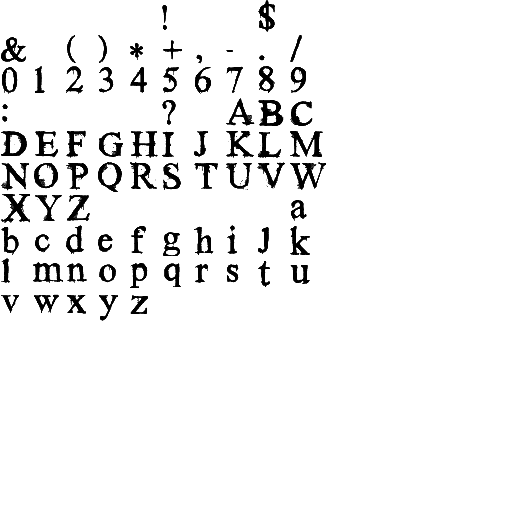 ! $
& ( ) * + , - . /
0 1 2 3 4 5 6 7 8 9
: ? A B C
D E F G H I J K L M
N O P Q R S T U V W
X Y Z a
b c d e f g h i J k
l m n o p q r s t u
v w x y z